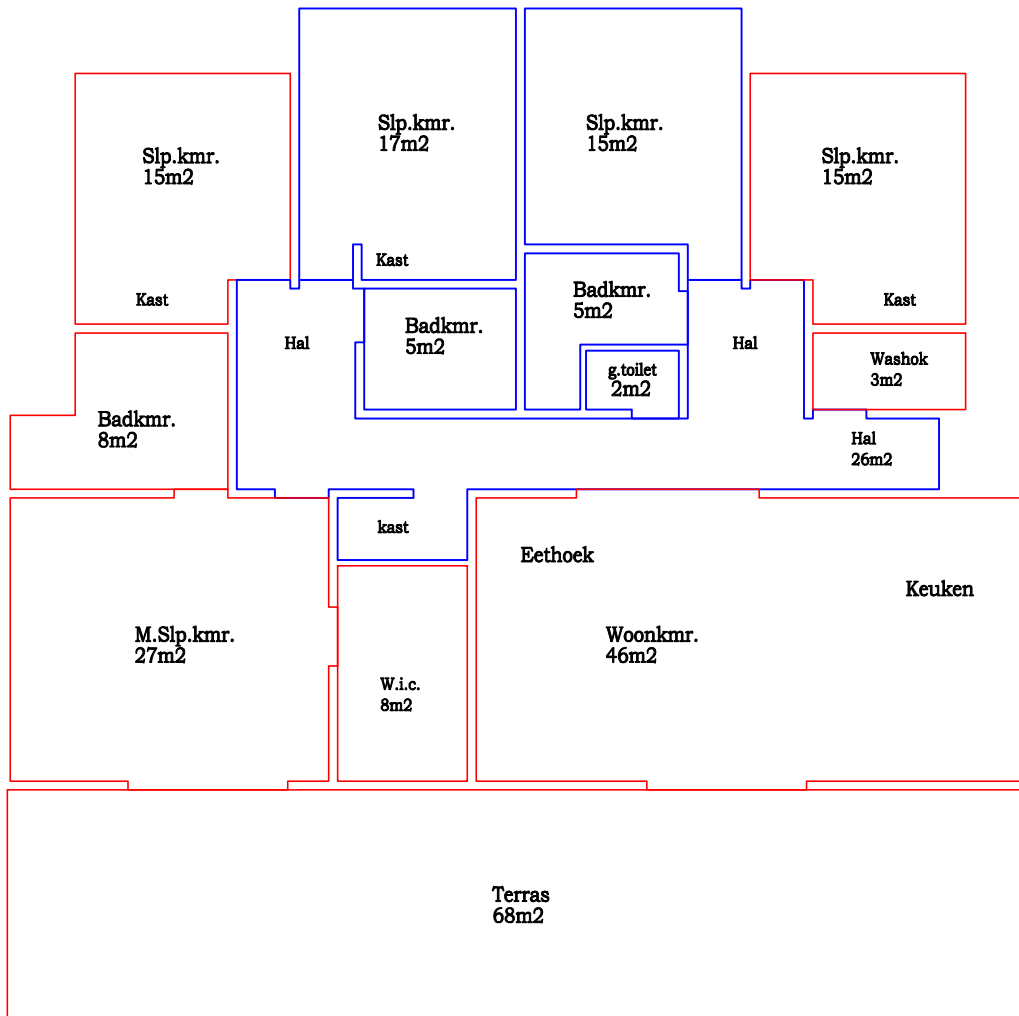 Slp.kmr.
17m2
Slp.kmr.
15m2
Slp.kmr.
15m2
Slp.kmr.
15m2
Kast
Kast
Kast
Badkmr.
5m2
Badkmr.
5m2
Hal
Hal
Washok
3m2
g.toilet
2m2
Badkmr.
8m2
Hal
26m2
kast
Eethoek
Keuken
M.Slp.kmr.
27m2
Woonkmr.
46m2
W.i.c.
8m2
Terras
68m2